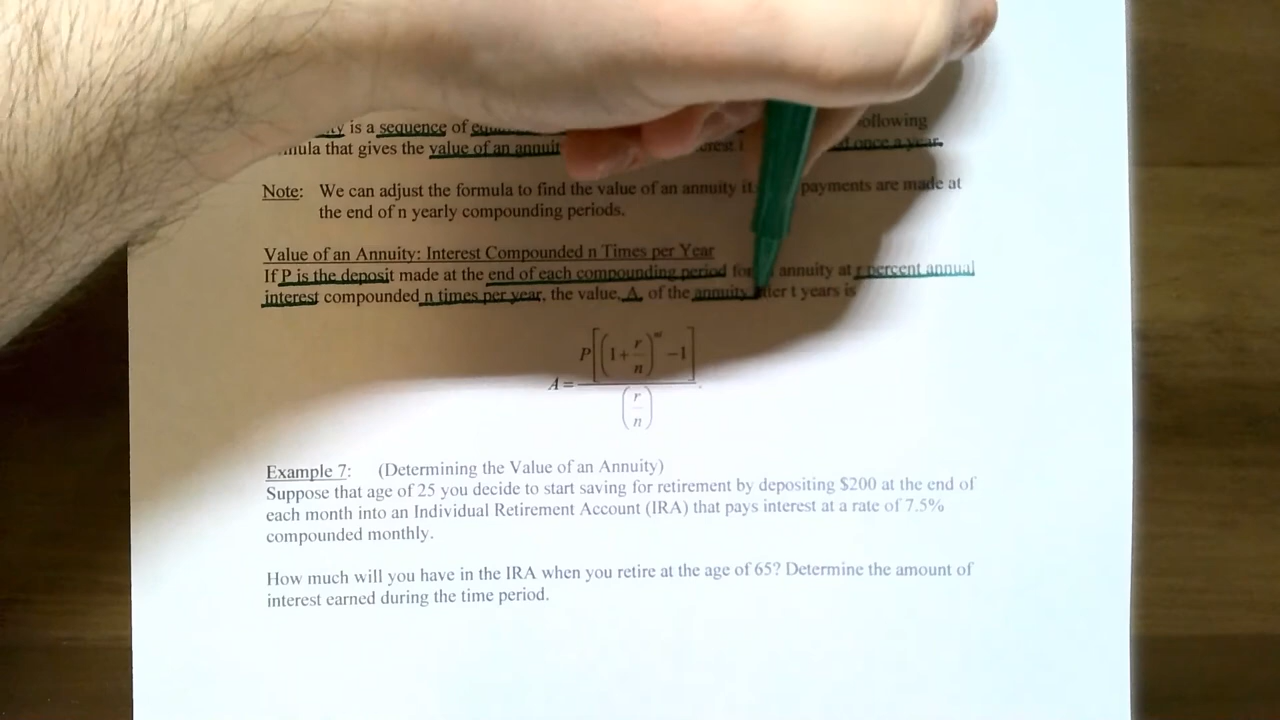 is a sequence of following
that gives the value of an once a year.
Note: We can adjust the formula to find the value of an annuity payments are made at
the end of n yearly compounding periods.
Value of an Annuity: Interest Compounded n Times per Year
If P is the deposit made at the end of each compounding period annuity at r percent annual
interest compounded n times per year, the value, A, of the annuity t years is
A = P[(1 + r/n)^nt − 1] / (r/n).
Example 7: (Determining the Value of an Annuity)
Suppose that age of 25 you decide to start saving for retirement by depositing $200 at the end of
each month into an Individual Retirement Account (IRA) that pays interest at a rate of 7.5%
compounded monthly.
How much will you have in the IRA when you retire at the age of 65? Determine the amount of
interest earned during the time period.